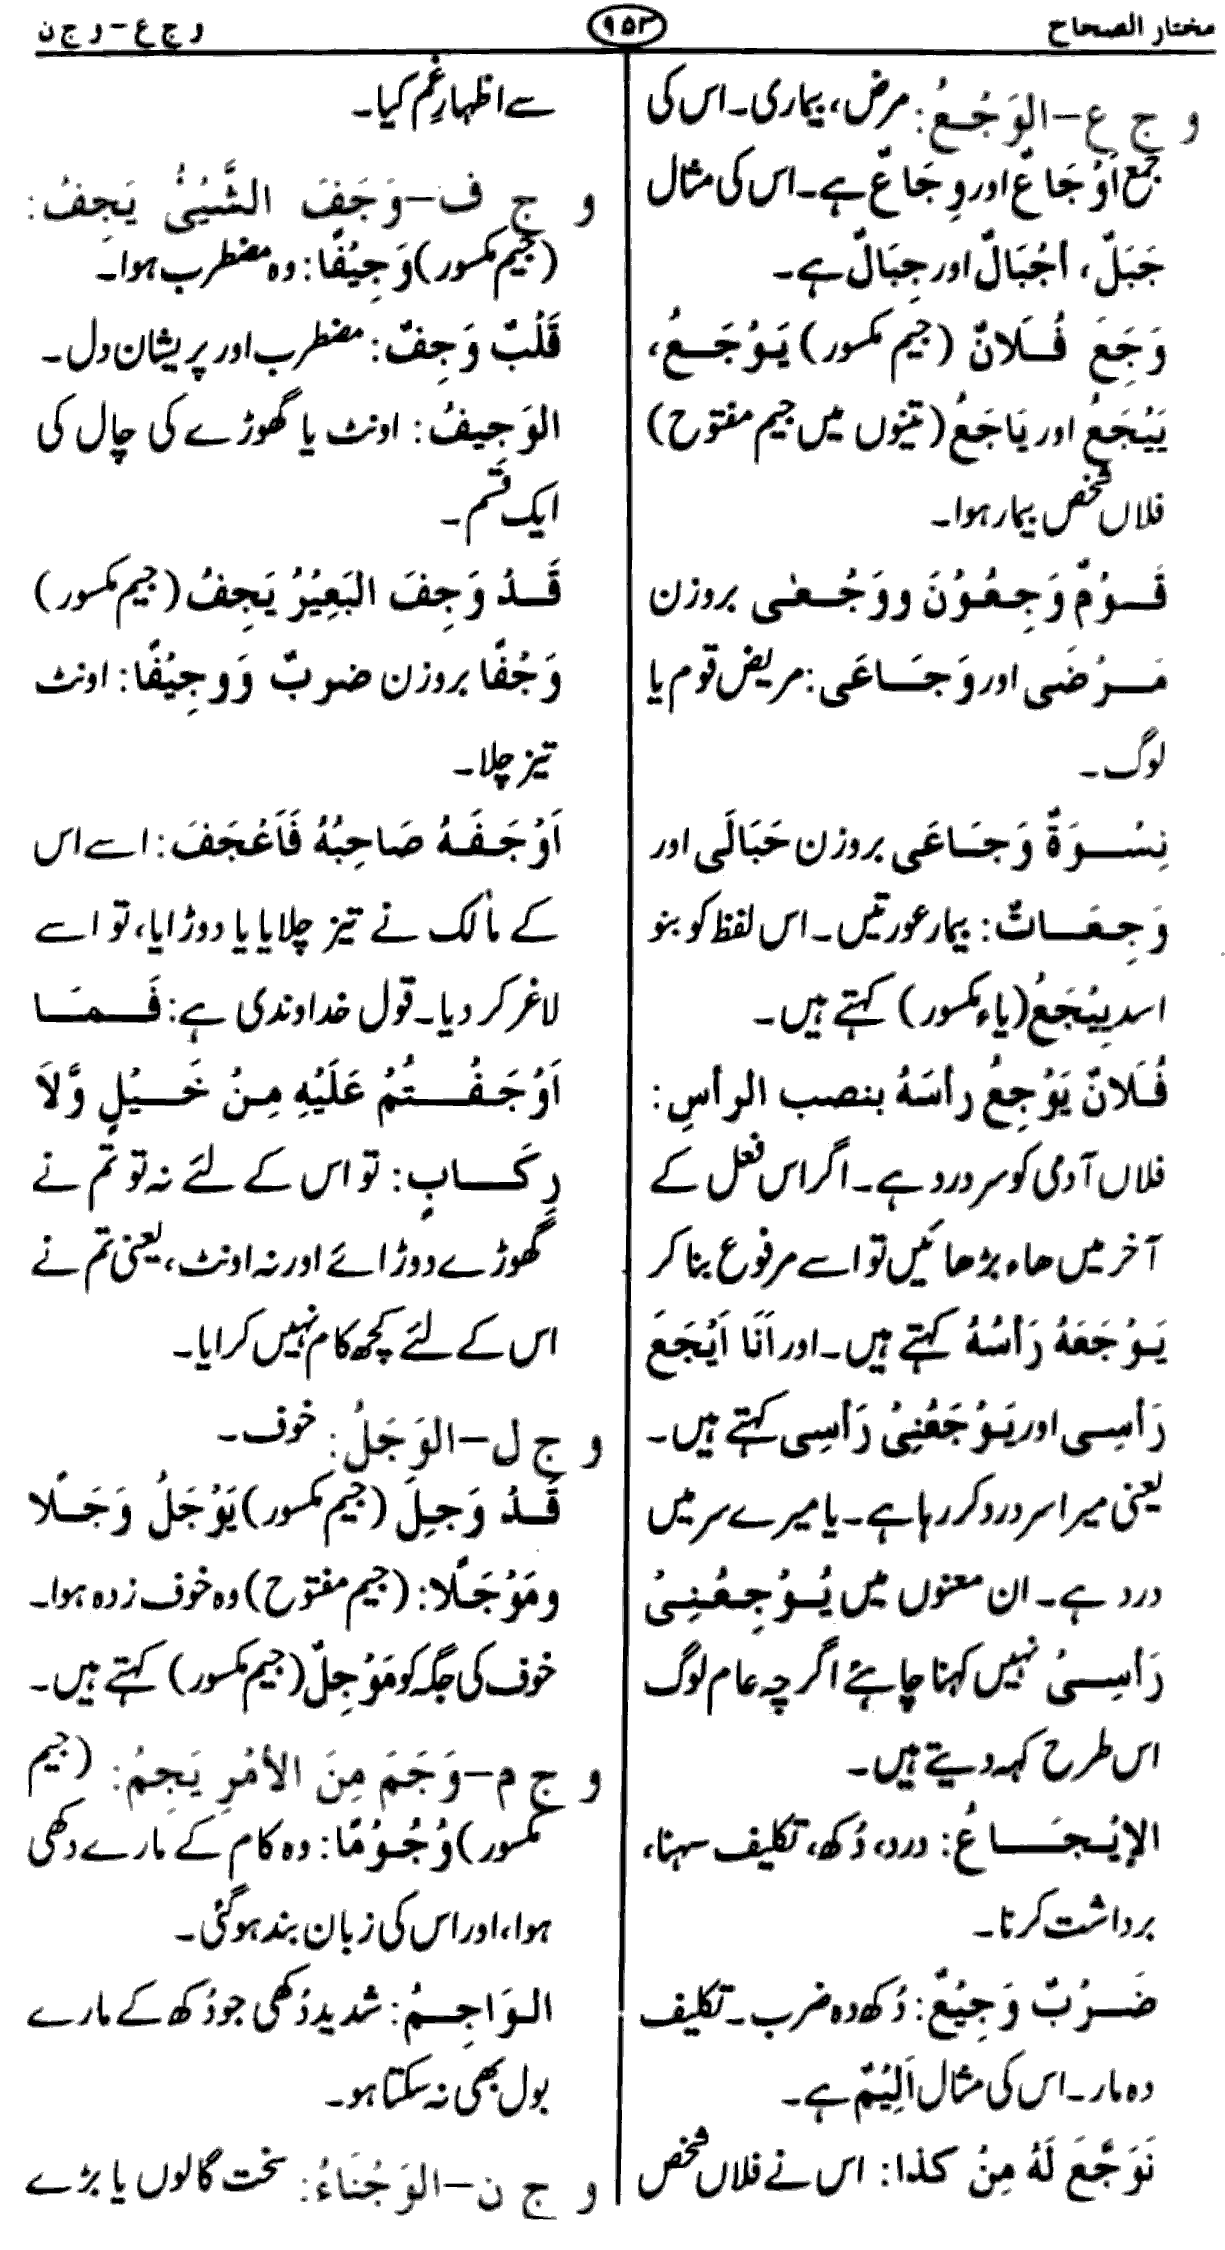 مختار الصحاح
۹۵۳
و ج ع – و ج ن
و ج ع – الوَجُعُ: مرض، بیماری۔ اس کی
جمع اَوْجَاعٌ اور وِجَاعٌ ہے۔ اس کی مثال
جَبَلٌ، اَجْبَالٌ اور جِبَالٌ ہے۔
وَجِعَ فُلَانٌ (جیم مکسور) یَوْجَعُ،
یَیْجَعُ اور یَاجَعُ (تینوں میں جیم مفتوح)
فلاں شخص بیمار ہوا۔
قَوْمٌ وَجِعُوْنَ ووَجْعٰی بروزن
مَرْضَی اور وَجَاعَی: مریض قوم یا
لوگ۔
نِسْوَةٌ وَجَاعَی بروزن حَبَالَی اور
وَجِعَاتٌ: بیمار عورتیں۔ اس لفظ کو بنو
اسد یِیْجَعُ (یاء مکسور) کہتے ہیں۔
فُلَانٌ یَوْجِعُ رأسَهُ بنصب الرأسِ:
فلاں آدمی کو سر درد ہے۔ اگر اس فعل کے
آخر میں ھاء بڑھائیں تو اسے مرفوع بنا کر
یَوْجَعَهُ رَأسُهُ کہتے ہیں۔ اور اَنَا اَیْجَعَ
رَأسِی اور یَوْجَعُنِیْ رَأسِی کہتے ہیں۔
یعنی میرا سر درد کر رہا ہے۔ یا میرے سر میں
درد ہے۔ ان معنوں میں یُوْجِعُنِیْ
رَأسِیْ نہیں کہنا چاہئے اگرچہ عام لوگ
اس طرح کہہ دیتے ہیں۔
الإیْجَاعُ: درد، دُکھ، تکلیف سہنا،
برداشت کرنا۔
ضَرْبٌ وَجِیْعٌ: دُکھ دہ ضرب۔ تکلیف
دہ مار۔ اس کی مثال اَلِیْمٌ ہے۔
تَوَجَّعَ لَهُ مِنْ کذا: اس نے فلاں شخص
سے اظہارِ غم کیا۔
و ج ف – وَجَفَ الشَّیْئُ یَجِفُ:
(جیم مکسور) وَجِیْفًا: وہ مضطرب ہوا۔
قَلْبٌ وَجِفٌ: مضطرب اور پریشان دل۔
الوَجِیفُ: اونٹ یا گھوڑے کی چال کی
ایک قسم۔
قَدْ وَجِفَ البَعِیْرُ یَجِفُ (جیم مکسور)
وَجْفًا بروزن ضربٌ وَوجِیْفًا: اونٹ
تیز چلا۔
اَوْجَفَهُ صَاحِبُهُ فَاَعْجَفَ: اسے اس
کے مالک نے تیز چلایا یا دوڑایا، تو اسے
لاغر کر دیا۔ قول خداوندی ہے: فَمَا
اَوْجَفْتُمْ عَلَیْهِ مِنْ خَیْلٍ وَّلَا
رِکَابٍ: تو اس کے لئے نہ تو تم نے
گھوڑے دوڑائے اور نہ اونٹ، یعنی تم نے
اس کے لئے کچھ کام نہیں کرایا۔
و ج ل – الوَجَلُ: خوف۔
قَدْ وَجِلَ (جیم مکسور) یَوْجَلُ وَجَلًا
ومَوْجَلًا: (جیم مفتوح) وہ خوف زدہ ہوا۔
خوف کی جگہ کو مَوْجِلٌ (جیم مکسور) کہتے ہیں۔
و ج م – وَجَمَ مِنَ الأمْرِ یَجِمُ: (جیم
مکسور) وُجُوْمًا: وہ کام کے مارے دکھی
ہوا، اور اس کی زبان بند ہوگئی۔
الوَاجِمُ: شدید دُکھی جو دُکھ کے مارے
بول بھی نہ سکتا ہو۔
و ج ن – الوَجْنَاءُ: سخت گالوں یا بڑے